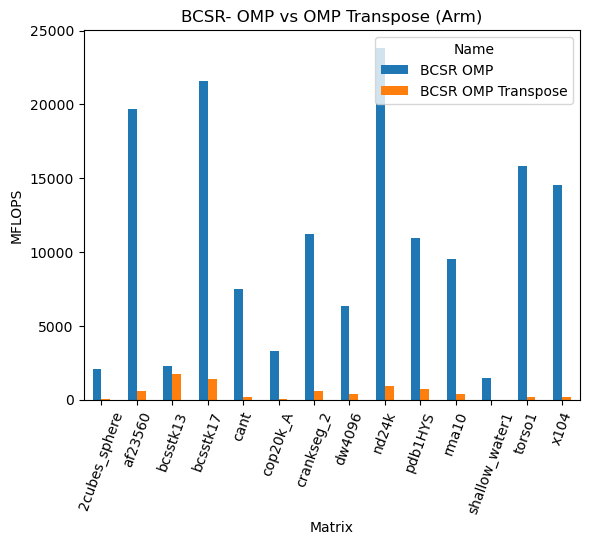 BCSR- OMP vs OMP Transpose (Arm)
Name
BCSR OMP
BCSR OMP Transpose
MFLOPS
25000
20000
15000
10000
5000
0
2cubes_sphere
af23560
bcsstk13
bcsstk17
cant
cop20k_A
crankseg_2
dw4096
nd24k
pdb1HYS
rma10
shallow_water1
torso1
x104
Matrix